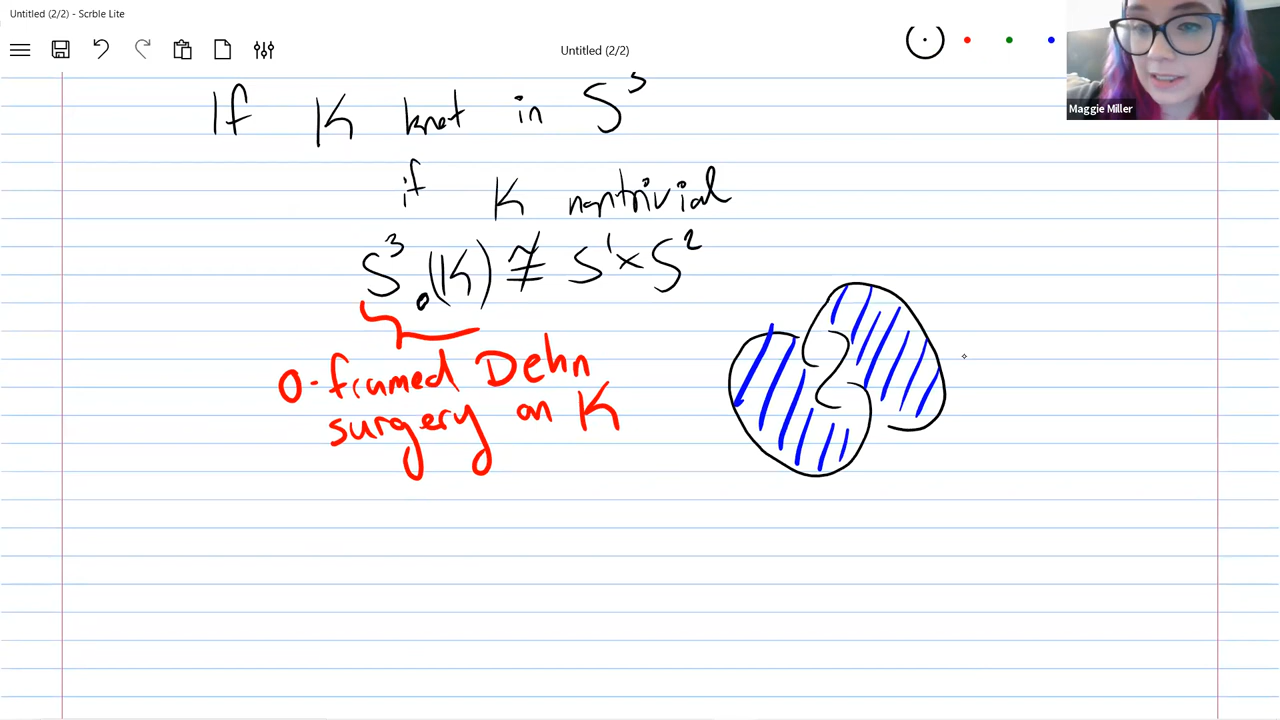 Untitled (2/2) - Scrble Lite
Untitled (2/2)
Maggie Miller
If K knot in S³
if K nontrivial
S³₀(K) ≇ S¹×S²
0-framed Dehn
surgery on K